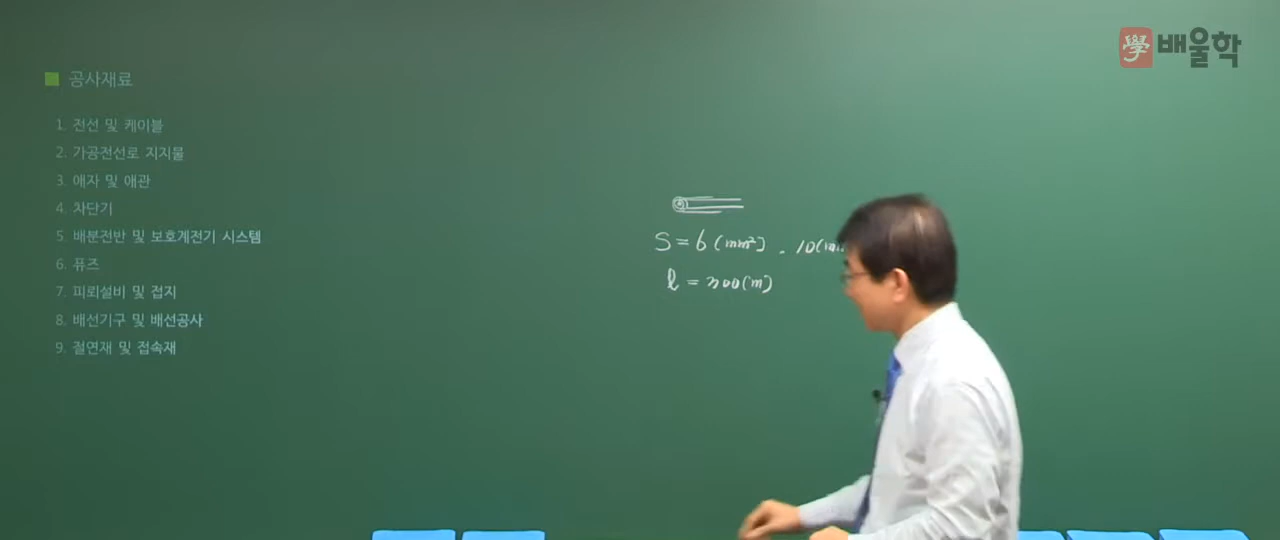 學 배울학
공사재료
1. 전선 및 케이블
2. 가공전선로 지지물
3. 애자 및 애관
4. 차단기
5. 배분전반 및 보호계전기 시스템
6. 퓨즈
7. 피뢰설비 및 접지
8. 배선기구 및 배선공사
9. 절연재 및 접속재
S = 6 (mm²) . 10(m
l = 300(m)